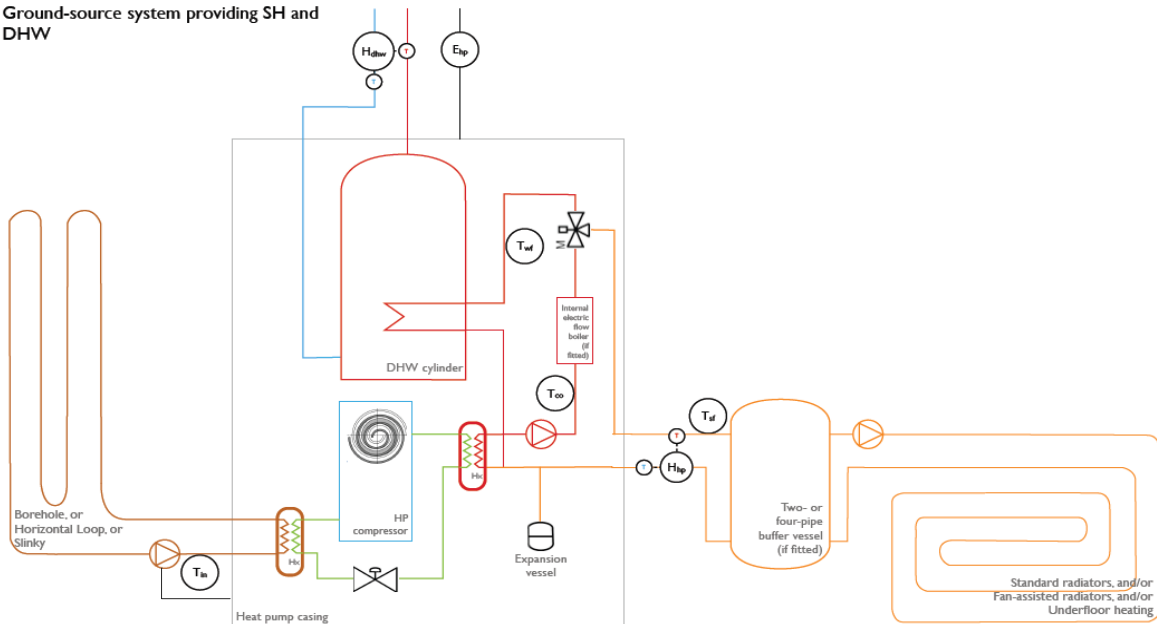 Ground-source system providing SH and
DHW
Hdhw
T
T
Ehp
Twf
M
Internal
electric
flow
boiler
(if
fitted)
DHW cylinder
Tco
Tsf
T
T
Hhp
Hx
HP
compressor
Borehole, or
Horizontal Loop, or
Slinky
Tin
Hx
Expansion
vessel
Two- or
four-pipe
buffer vessel
(if fitted)
Standard radiators, and/or
Fan-assisted radiators, and/or
Underfloor heating
Heat pump casing